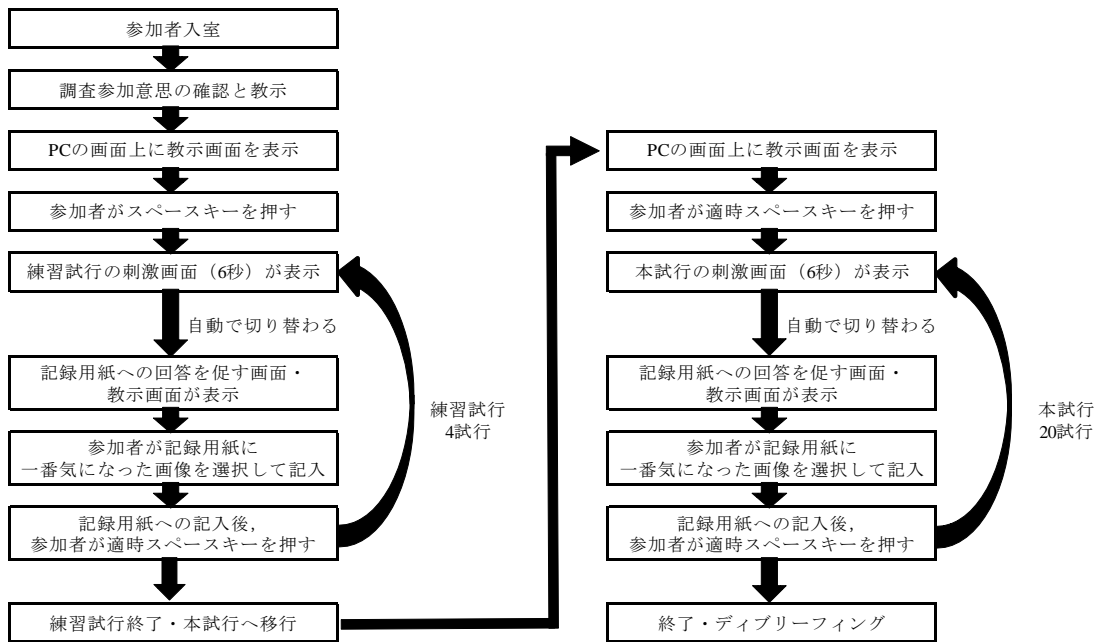 参加者入室
調査参加意思の確認と教示
PCの画面上に教示画面を表示
参加者がスペースキーを押す
練習試行の刺激画面（6秒）が表示
自動で切り替わる
記録用紙への回答を促す画面・
教示画面が表示
参加者が記録用紙に
一番気になった画像を選択して記入
記録用紙への記入後，
参加者が適時スペースキーを押す
練習試行
4試行
練習試行終了・本試行へ移行
PCの画面上に教示画面を表示
参加者が適時スペースキーを押す
本試行の刺激画面（6秒）が表示
自動で切り替わる
記録用紙への回答を促す画面・
教示画面が表示
参加者が記録用紙に
一番気になった画像を選択して記入
記録用紙への記入後，
参加者が適時スペースキーを押す
本試行
20試行
終了・ディブリーフィング